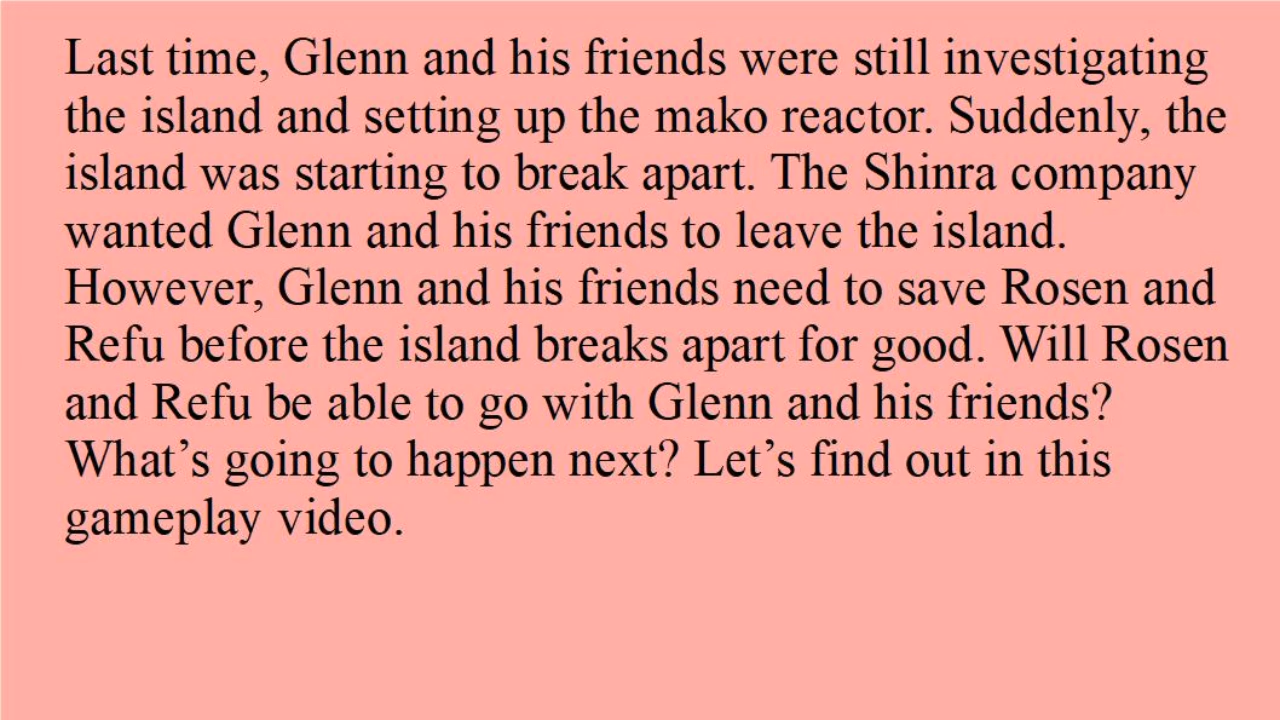 Last time, Glenn and his friends were still investigating
the island and setting up the mako reactor. Suddenly, the
island was starting to break apart. The Shinra company
wanted Glenn and his friends to leave the island.
However, Glenn and his friends need to save Rosen and
Refu before the island breaks apart for good. Will Rosen
and Refu be able to go with Glenn and his friends?
What’s going to happen next? Let’s find out in this
gameplay video.